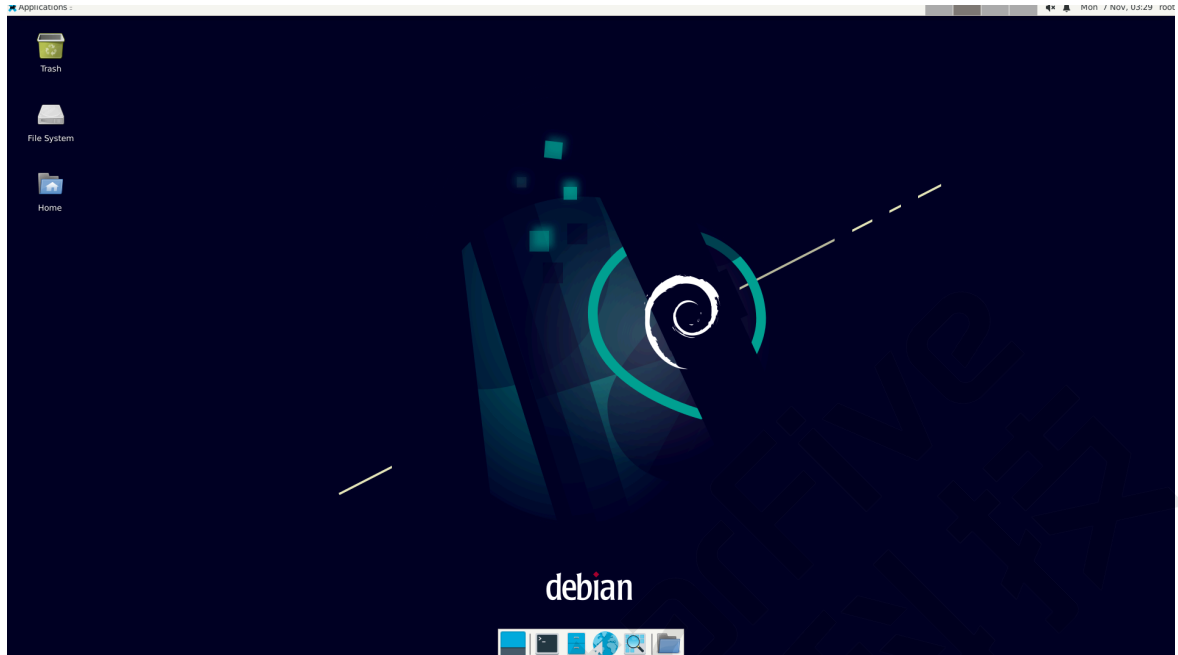 Applications :
Mon 7 Nov, 03:29 root
Trash
File System
Home
debian